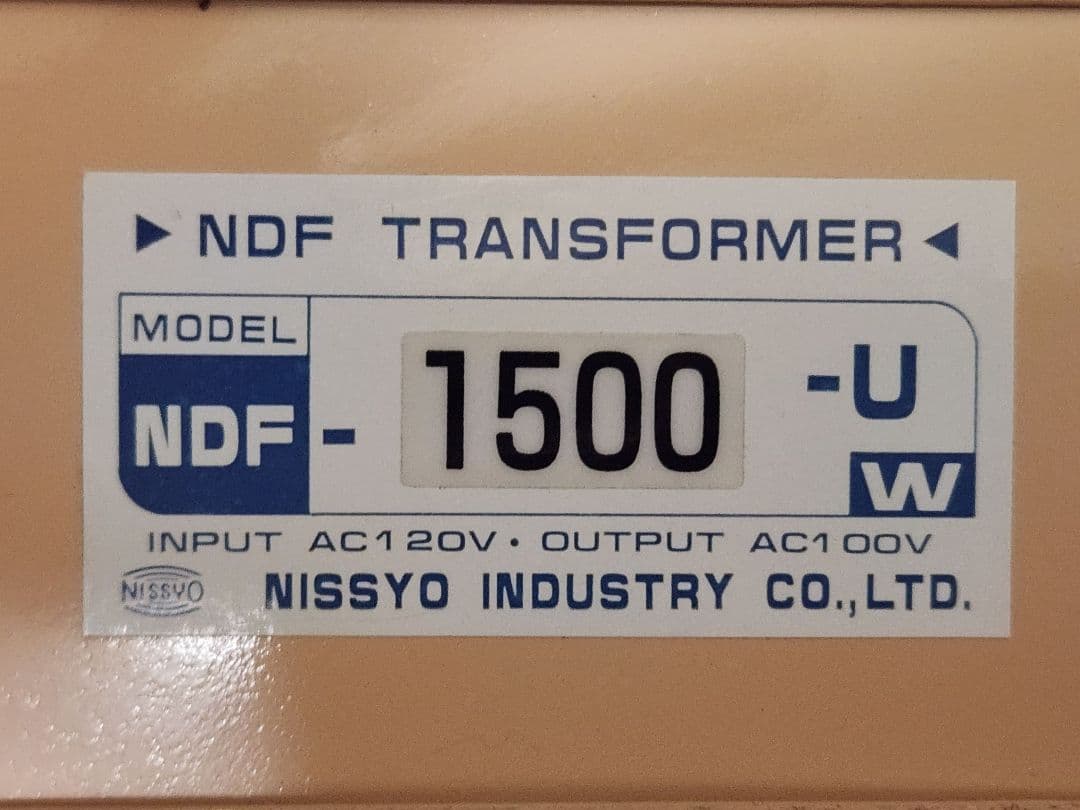 ▶ NDF TRANSFORMER ◀
MODEL
NDF - 1500 -U
W
INPUT AC120V · OUTPUT AC100V
NISSYO NISSYO INDUSTRY CO.,LTD.